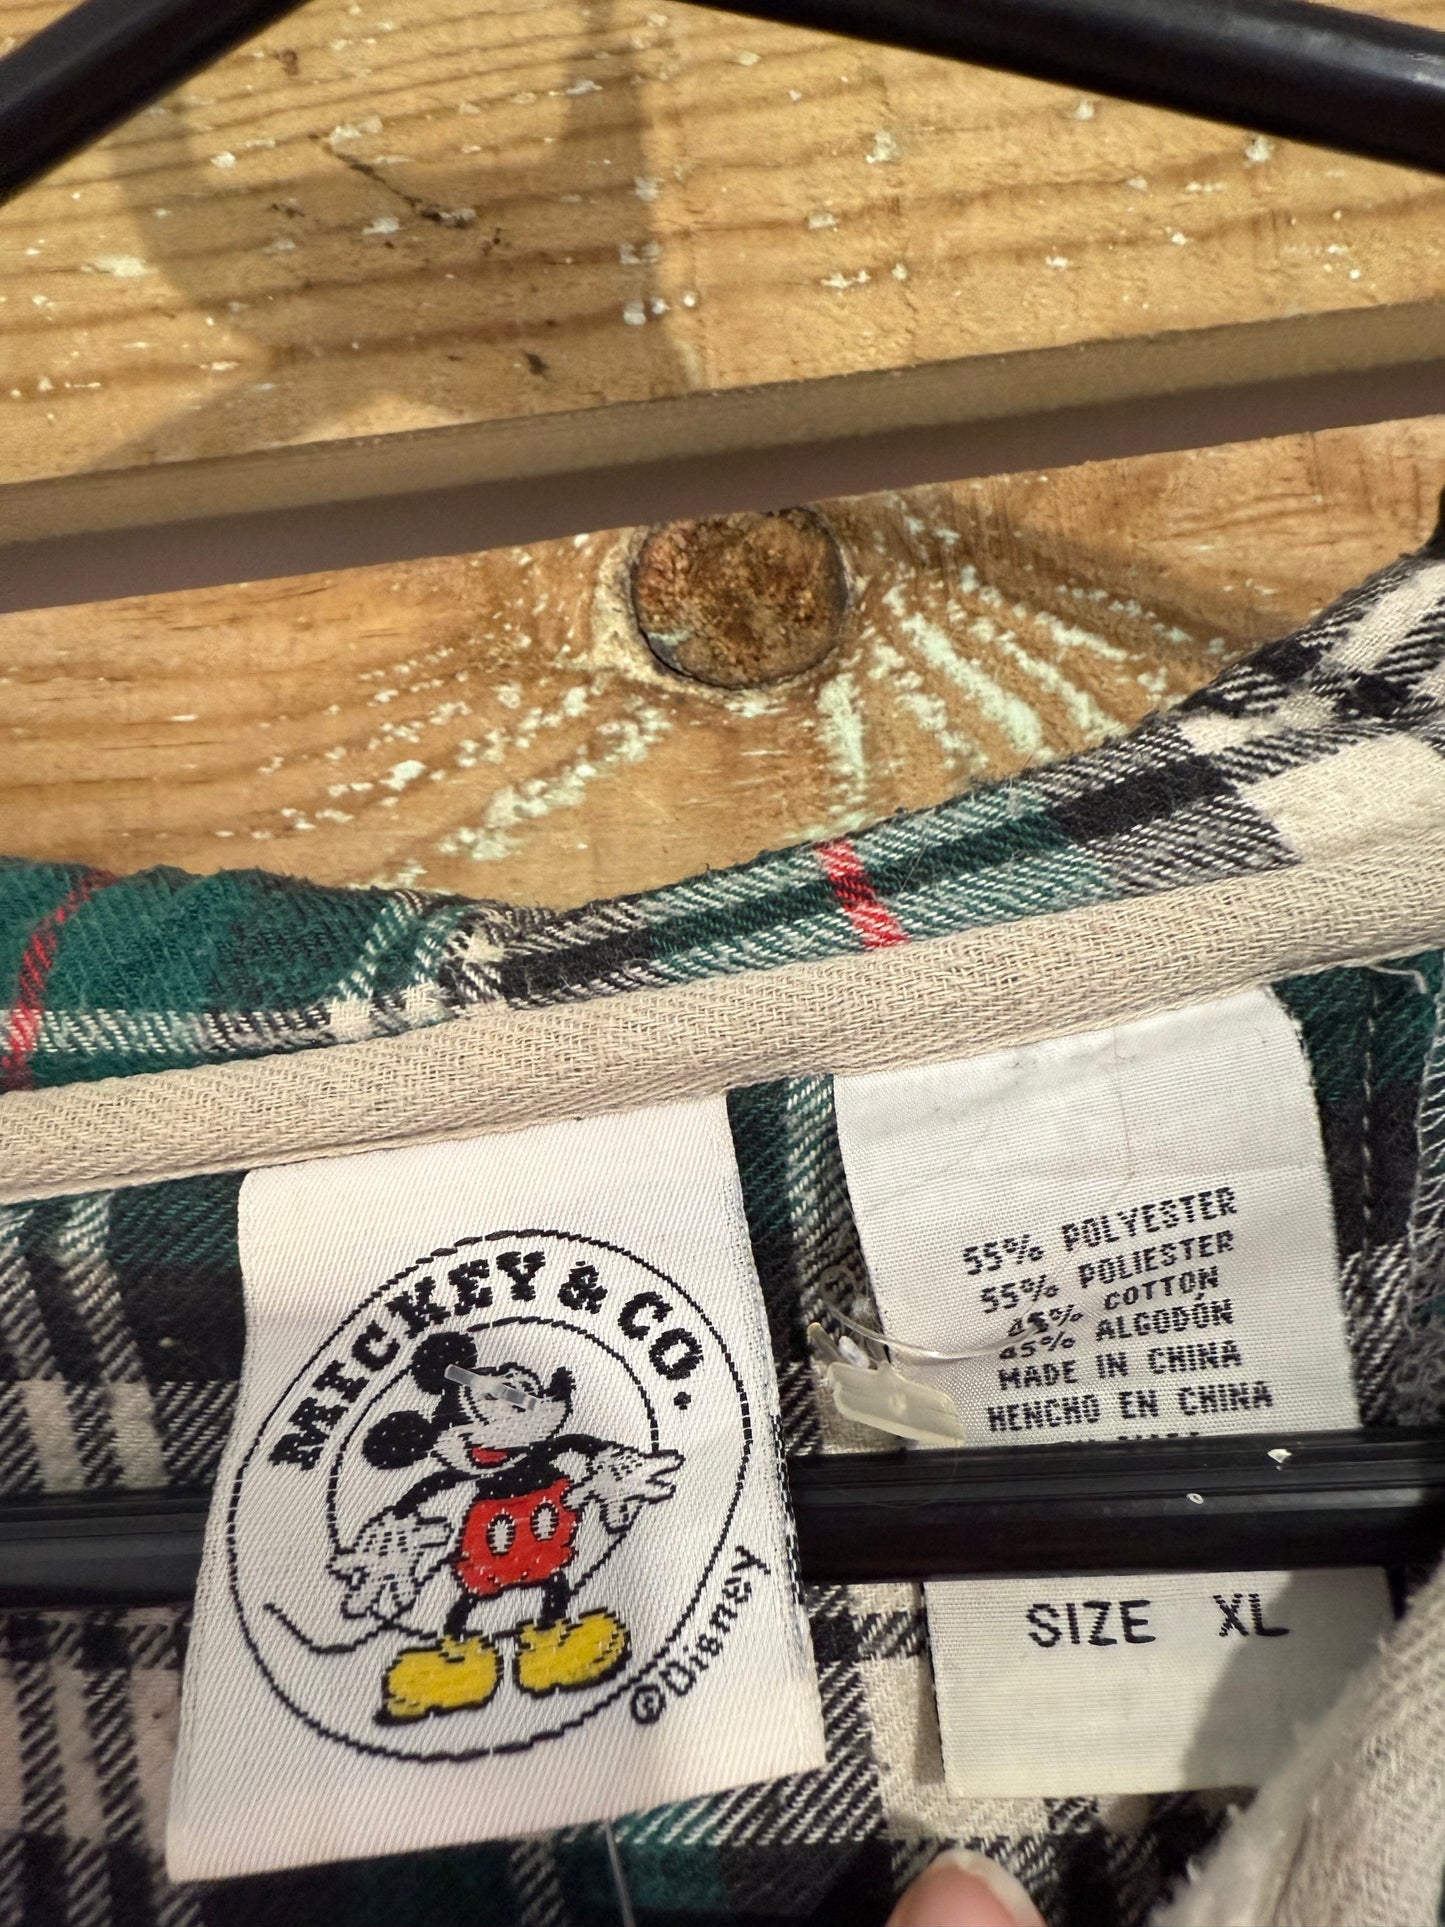 MICKEY & CO.
©Disney
55% POLYESTER
55% POLIESTER
45% COTTON
45% ALGODÓN
MADE IN CHINA
HENCHO EN CHINA
SIZE XL